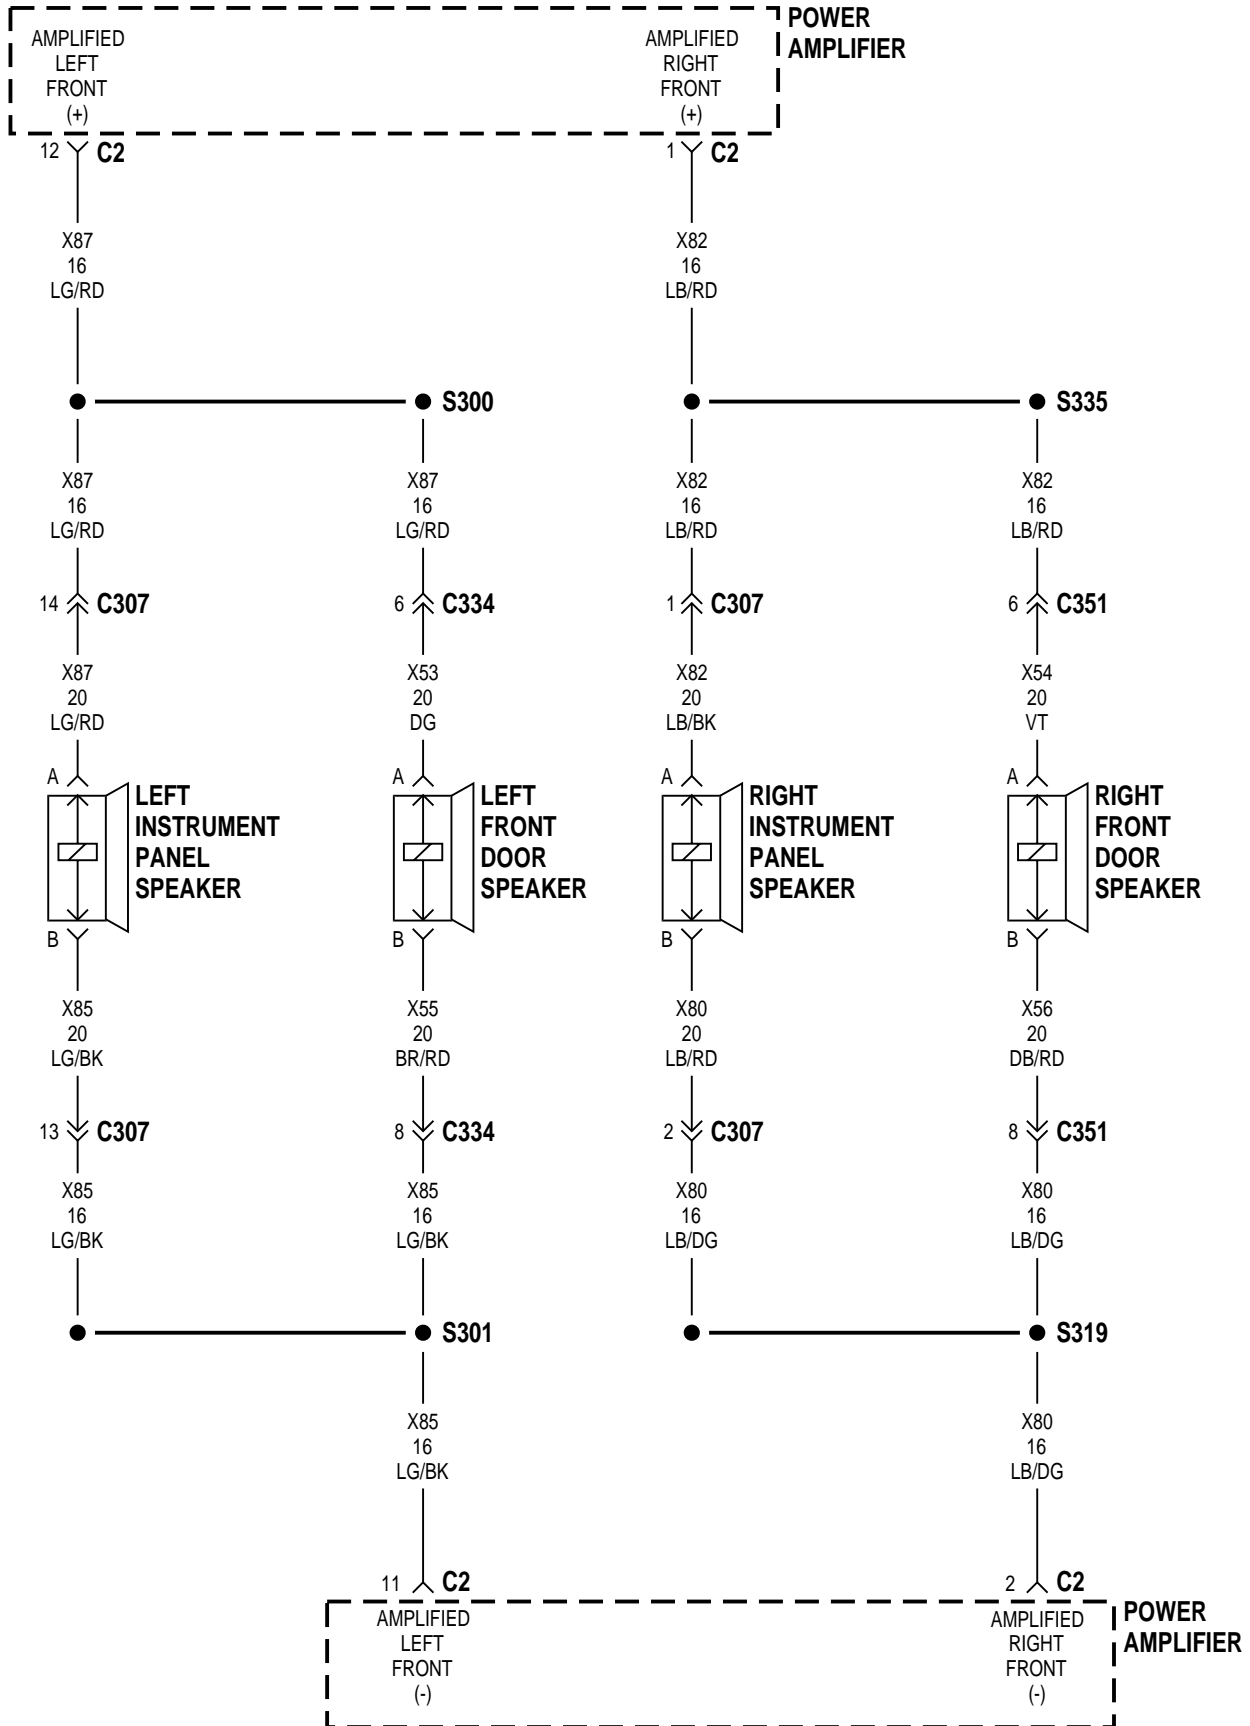 POWER
AMPLIFIER
AMPLIFIED
LEFT
FRONT
(+)
AMPLIFIED
RIGHT
FRONT
(+)
12 C2
1 C2
X87
16
LG/RD
X82
16
LB/RD
S300
S335
X87
16
LG/RD
X87
16
LG/RD
X82
16
LB/RD
X82
16
LB/RD
14 C307
6 C334
1 C307
6 C351
X87
20
LG/RD
X53
20
DG
X82
20
LB/BK
X54
20
VT
A
LEFT
INSTRUMENT
PANEL
SPEAKER
B
A
LEFT
FRONT
DOOR
SPEAKER
B
A
RIGHT
INSTRUMENT
PANEL
SPEAKER
B
A
RIGHT
FRONT
DOOR
SPEAKER
B
X85
20
LG/BK
X55
20
BR/RD
X80
20
LB/RD
X56
20
DB/RD
13 C307
8 C334
2 C307
8 C351
X85
16
LG/BK
X85
16
LG/BK
X80
16
LB/DG
X80
16
LB/DG
S301
S319
X85
16
LG/BK
X80
16
LB/DG
11 C2
2 C2
AMPLIFIED
LEFT
FRONT
(-)
AMPLIFIED
RIGHT
FRONT
(-)
POWER
AMPLIFIER